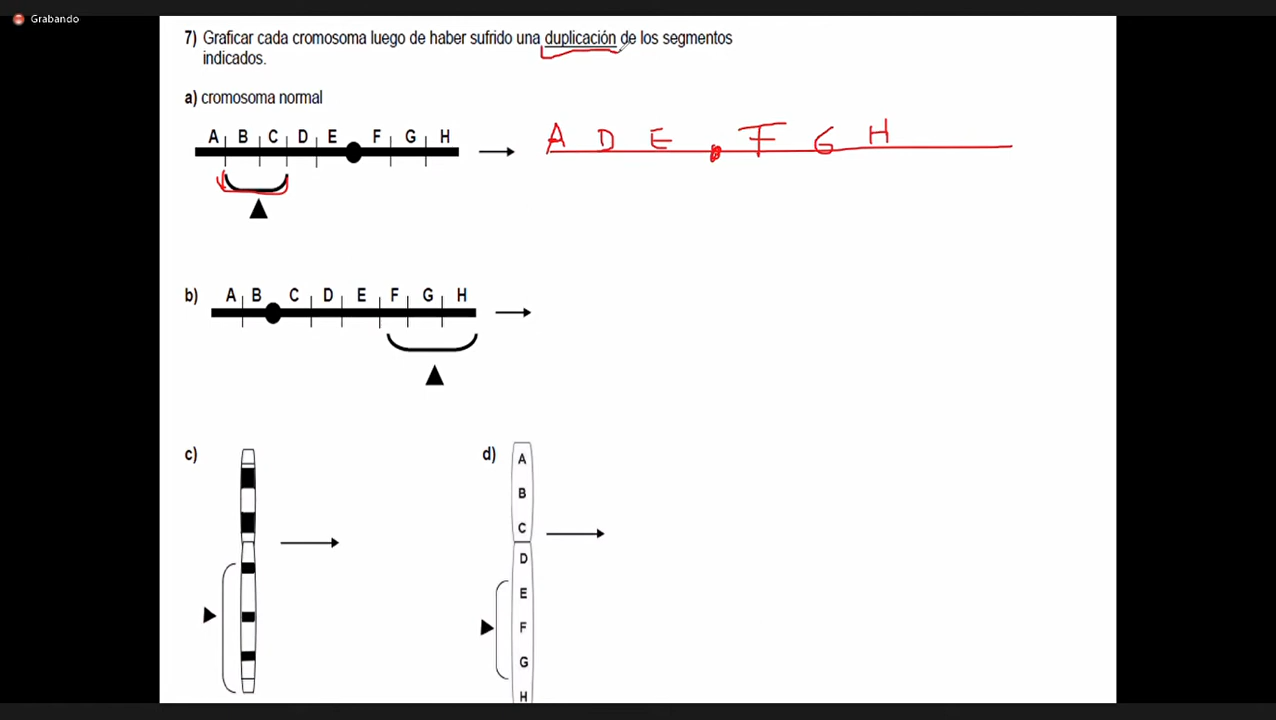 Grabando
7) Graficar cada cromosoma luego de haber sufrido una duplicación de los segmentos
indicados.
a) cromosoma normal
A B C D E F G H
A D E . F G H
b) A B C D E F G H
c)
d) A
B
C
D
E
F
G
H